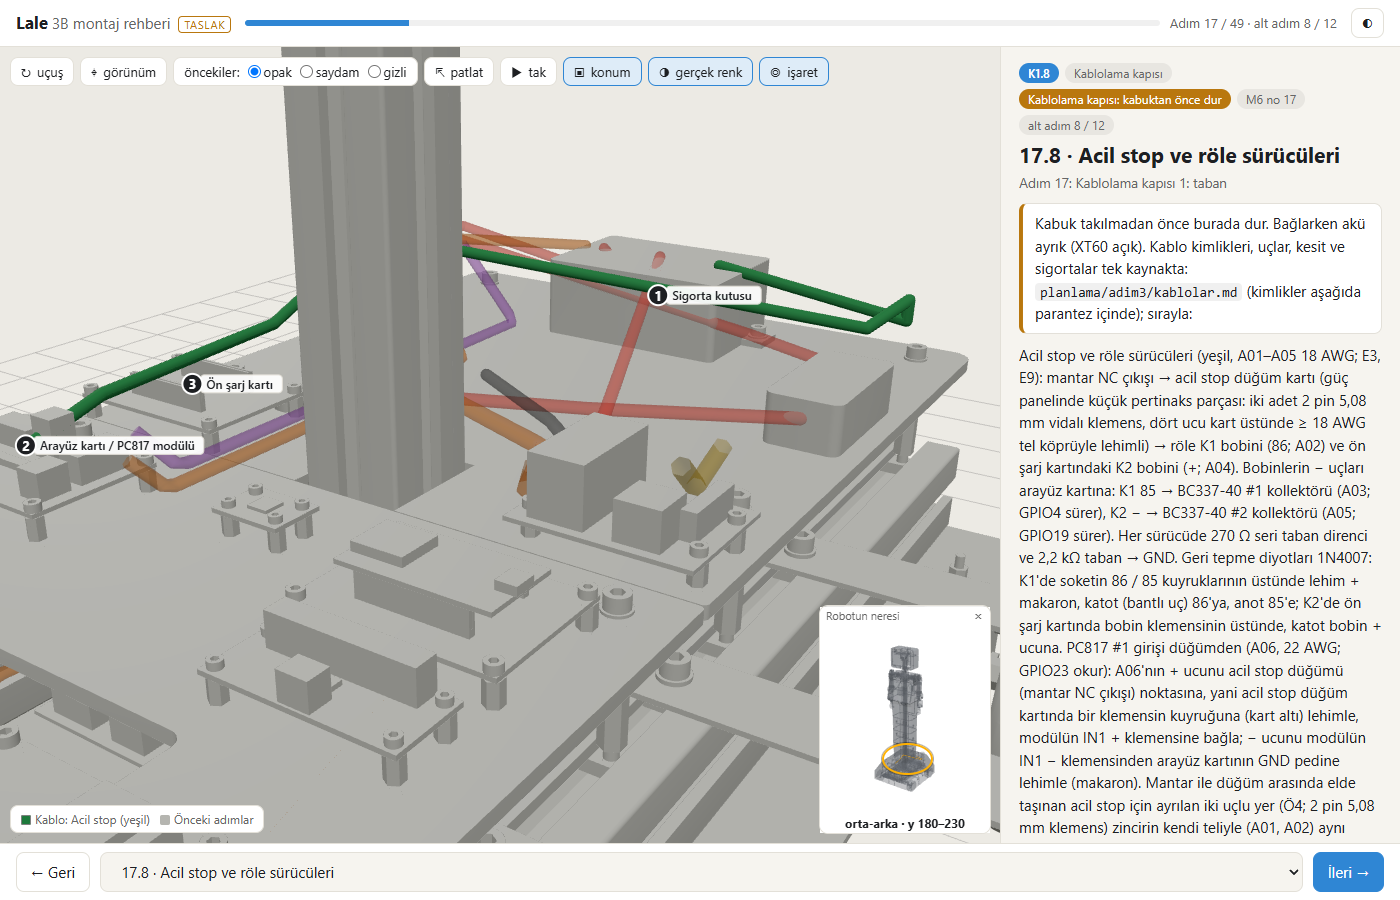 Lale 3B montaj rehberi TASLAK
Adım 17 / 49 · alt adım 8 / 12
↻ uçuş
⌖ görünüm
öncekiler: opak saydam gizli
↖ patlat
▶ tak
▣ konum
◑ gerçek renk
◎ işaret
1 Sigorta kutusu
3 Ön şarj kartı
2 Arayüz kartı / PC817 modülü
Robotun neresi ×
orta-arka · y 180–230
Kablo: Acil stop (yeşil) Önceki adımlar
K1.8 Kablolama kapısı
Kablolama kapısı: kabuktan önce dur M6 no 17
alt adım 8 / 12
17.8 · Acil stop ve röle sürücüleri
Adım 17: Kablolama kapısı 1: taban
Kabuk takılmadan önce burada dur. Bağlarken akü
ayrık (XT60 açık). Kablo kimlikleri, uçlar, kesit ve
sigortalar tek kaynakta:
planlama/adim3/kablolar.md (kimlikler aşağıda
parantez içinde); sırayla:
Acil stop ve röle sürücüleri (yeşil, A01–A05 18 AWG; E3,
E9): mantar NC çıkışı → acil stop düğüm kartı (güç
panelinde küçük pertinaks parçası: iki adet 2 pin 5,08
mm vidalı klemens, dört ucu kart üstünde ≥ 18 AWG
tel köprüyle lehimli) → röle K1 bobini (86; A02) ve ön
şarj kartındaki K2 bobini (+; A04). Bobinlerin − uçları
arayüz kartına: K1 85 → BC337-40 #1 kollektörü (A03;
GPIO4 sürer), K2 − → BC337-40 #2 kollektörü (A05;
GPIO19 sürer). Her sürücüde 270 Ω seri taban direnci
ve 2,2 kΩ taban → GND. Geri tepme diyotları 1N4007:
K1'de soketin 86 / 85 kuyruklarının üstünde lehim +
makaron, katot (bantlı uç) 86'ya, anot 85'e; K2'de ön
şarj kartında bobin klemensinin üstünde, katot bobin +
ucuna. PC817 #1 girişi düğümden (A06, 22 AWG;
GPIO23 okur): A06'nın + ucunu acil stop düğümü
(mantar NC çıkışı) noktasına, yani acil stop düğüm
kartında bir klemensin kuyruğuna (kart altı) lehimle,
modülün IN1 + klemensine bağla; − ucunu modülün
IN1 − klemensinden arayüz kartının GND pedine
lehimle (makaron). Mantar ile düğüm arasında elde
taşınan acil stop için ayrılan iki uçlu yer (Ö4; 2 pin 5,08
mm klemens) zincirin kendi teliyle (A01, A02) aynı
← Geri
17.8 · Acil stop ve röle sürücüleri
İleri →